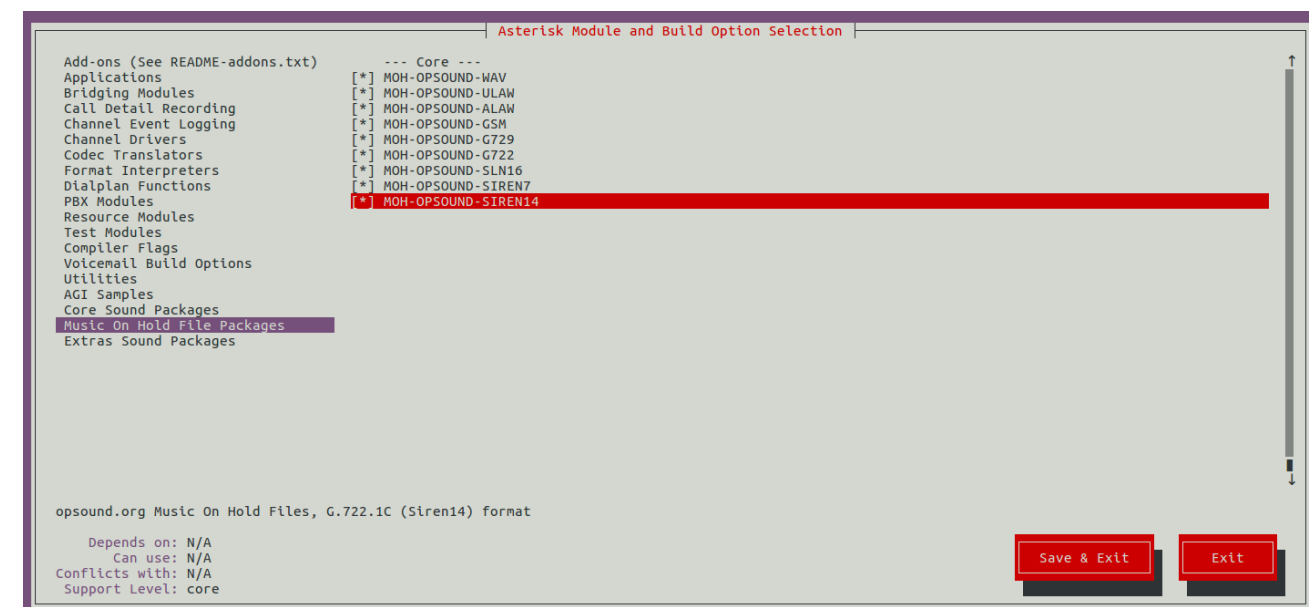 Asterisk Module and Build Option Selection
Add-ons (See README-addons.txt) --- Core ---
Applications [*] MOH-OPSOUND-WAV
Bridging Modules [*] MOH-OPSOUND-ULAW
Call Detail Recording [*] MOH-OPSOUND-ALAW
Channel Event Logging [*] MOH-OPSOUND-GSM
Channel Drivers [*] MOH-OPSOUND-G729
Codec Translators [*] MOH-OPSOUND-G722
Format Interpreters [*] MOH-OPSOUND-SLN16
Dialplan Functions [*] MOH-OPSOUND-SIREN7
PBX Modules [*] MOH-OPSOUND-SIREN14
Resource Modules
Test Modules
Compiler Flags
Voicemail Build Options
Utilities
AGI Samples
Core Sound Packages
Music On Hold File Packages
Extras Sound Packages
opsound.org Music On Hold Files, G.722.1C (Siren14) format
Depends on: N/A
Can use: N/A
Conflicts with: N/A
Support Level: core
Save & Exit Exit